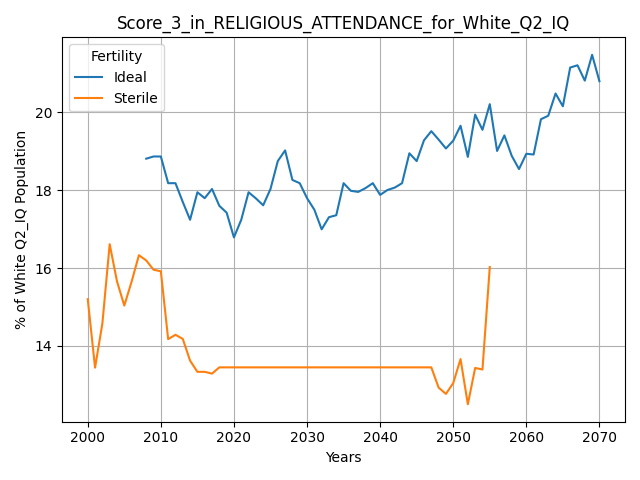 Score_3_in_RELIGIOUS_ATTENDANCE_for_White_Q2_IQ
Fertility
Ideal
Sterile
% of White Q2_IQ Population
20
18
16
14
2000 2010 2020 2030 2040 2050 2060 2070
Years